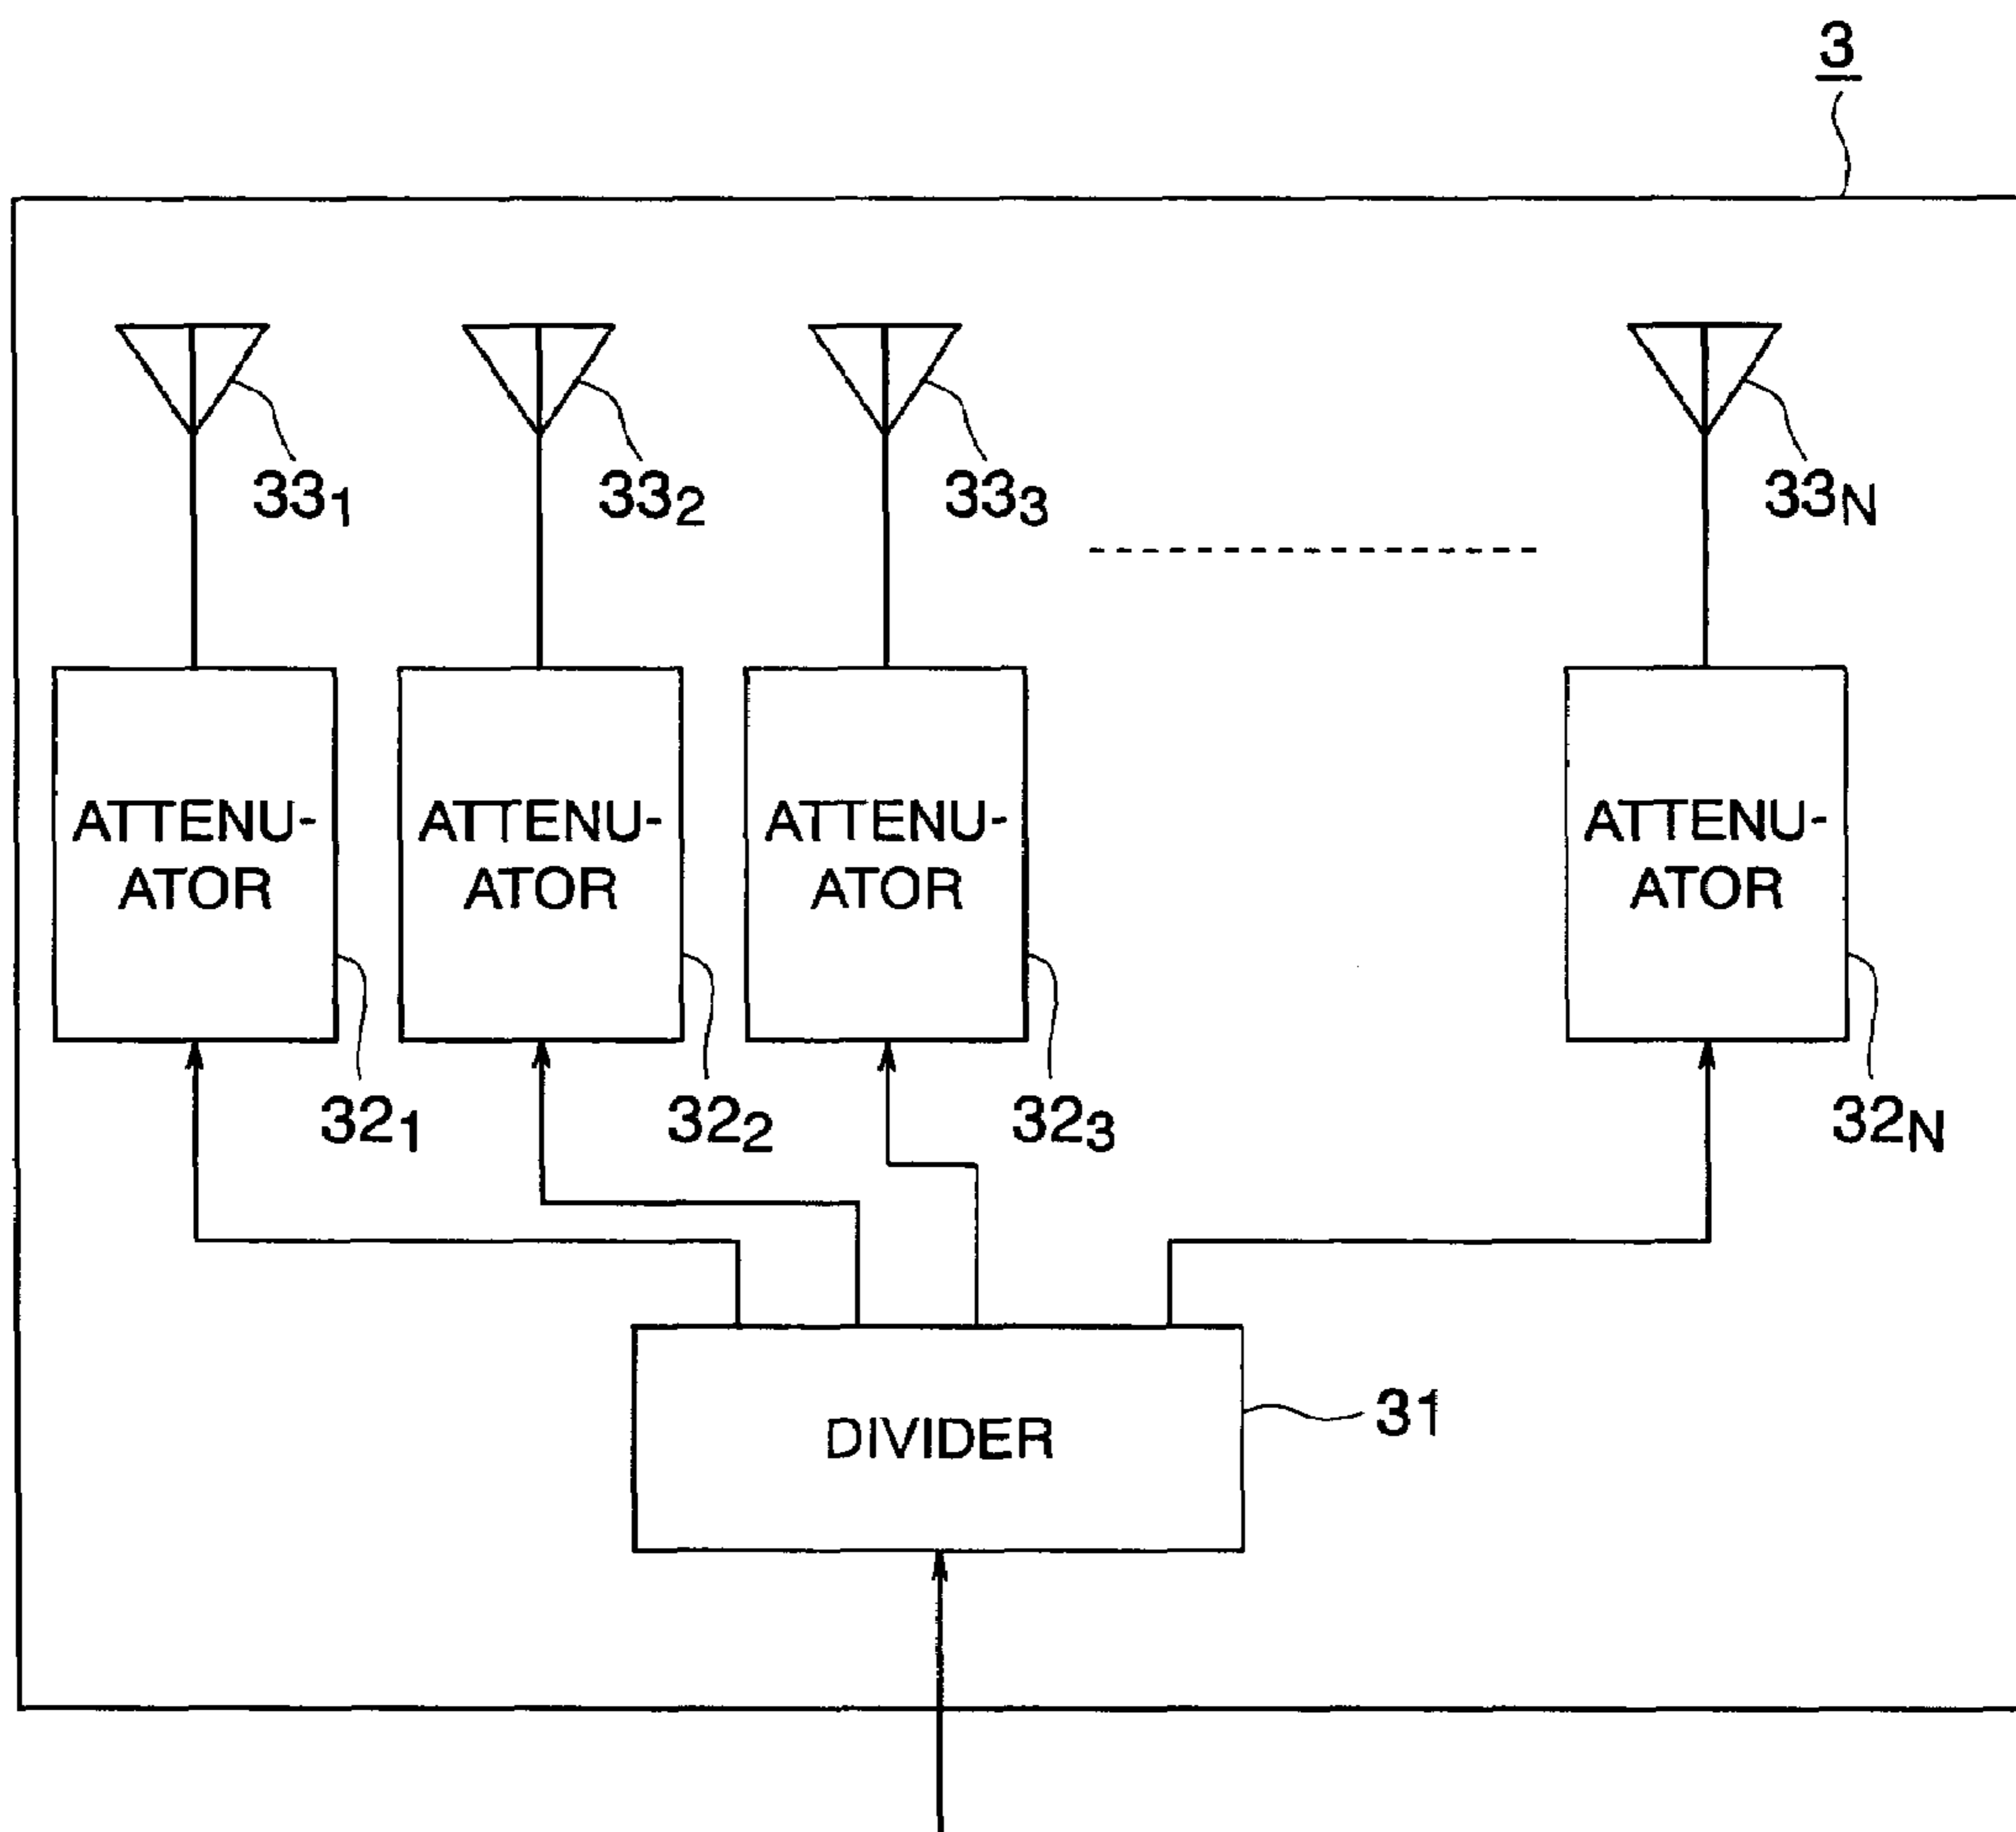 3
33₁ 33₂ 33₃ 33N
ATTENU- ATTENU- ATTENU- ATTENU-
ATOR ATOR ATOR ATOR
32₁ 32₂ 32₃ 32N
DIVIDER 31